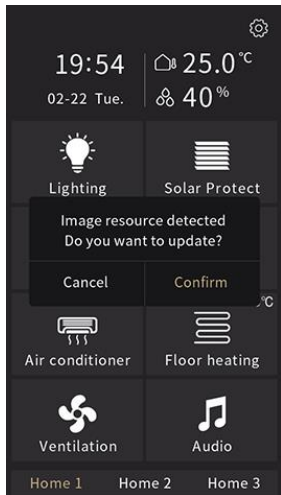 19:54
25.0°C
02-22 Tue.
40%
Lighting
Solar Protect
Image resource detected
Do you want to update?
Cancel
Confirm
°C
Air conditioner
Floor heating
Ventilation
Audio
Home 1
Home 2
Home 3